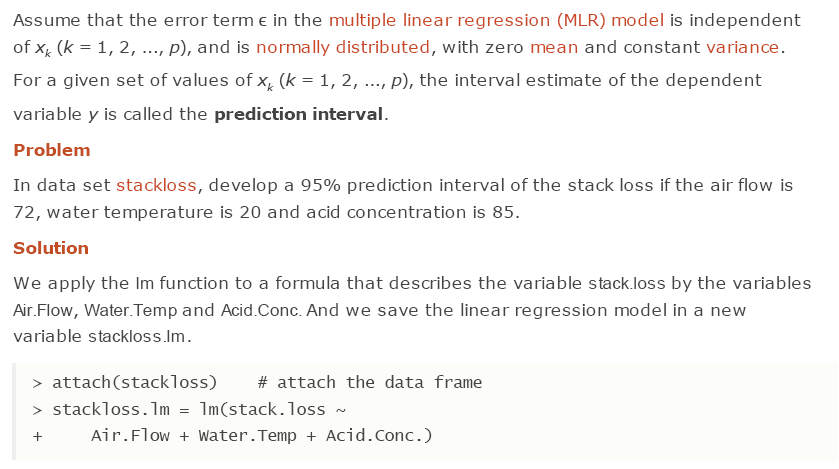 Assume that the error term ϵ in the multiple linear regression (MLR) model is independent
of xk (k = 1, 2, ..., p), and is normally distributed, with zero mean and constant variance.
For a given set of values of xk (k = 1, 2, ..., p), the interval estimate of the dependent
variable y is called the prediction interval.
Problem
In data set stackloss, develop a 95% prediction interval of the stack loss if the air flow is
72, water temperature is 20 and acid concentration is 85.
Solution
We apply the lm function to a formula that describes the variable stack.loss by the variables
Air.Flow, Water.Temp and Acid.Conc. And we save the linear regression model in a new
variable stackloss.lm.
> attach(stackloss)    # attach the data frame
> stackloss.lm = lm(stack.loss ~
+     Air.Flow + Water.Temp + Acid.Conc.)